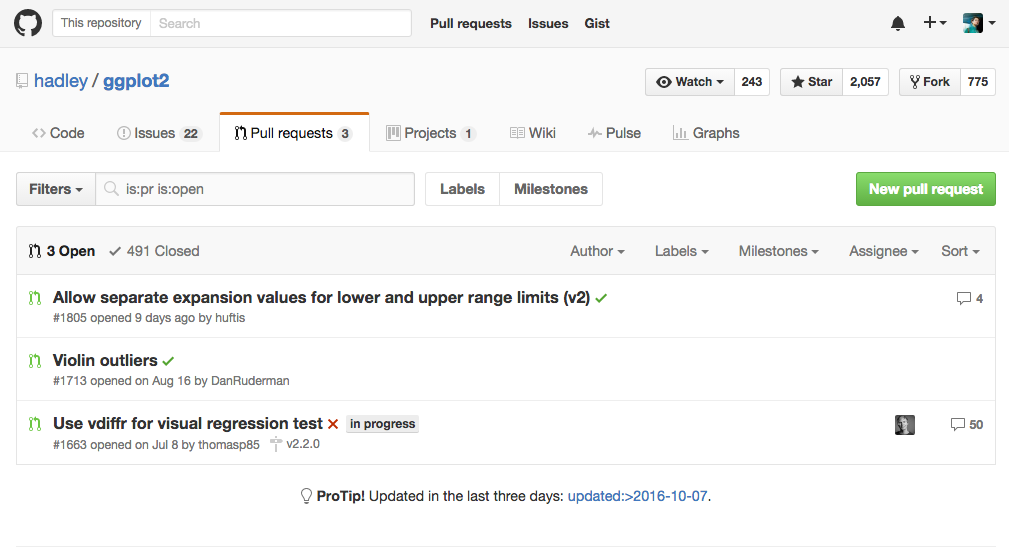 This repository Search Pull requests Issues Gist
hadley / ggplot2 Watch 243 Star 2,057 Fork 775
Code Issues 22 Pull requests 3 Projects 1 Wiki Pulse Graphs
Filters is:pr is:open Labels Milestones New pull request
3 Open 491 Closed Author Labels Milestones Assignee Sort
Allow separate expansion values for lower and upper range limits (v2) 4
#1805 opened 9 days ago by huftis
Violin outliers
#1713 opened on Aug 16 by DanRuderman
Use vdiffr for visual regression test in progress 50
#1663 opened on Jul 8 by thomasp85 v2.2.0
ProTip! Updated in the last three days: updated:>2016-10-07.